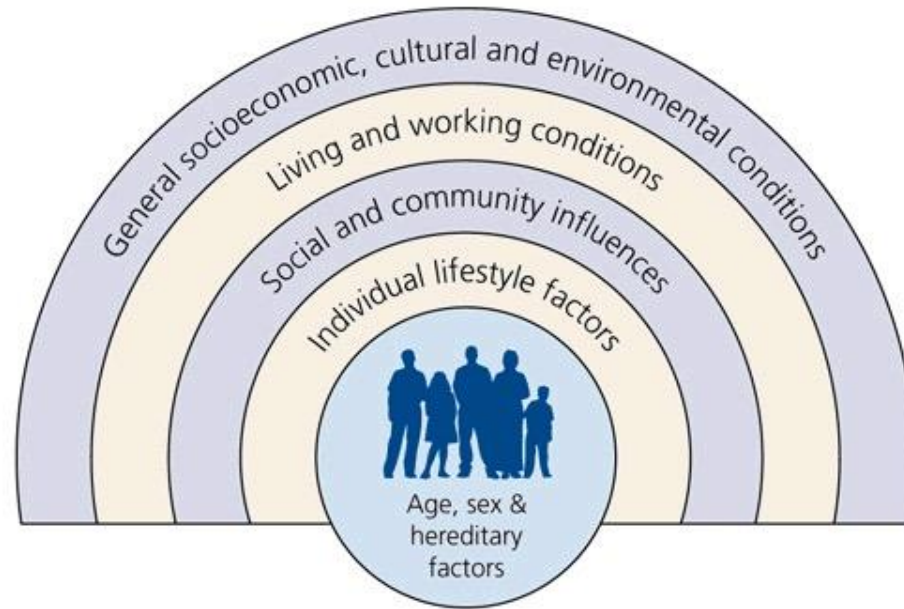 General socioeconomic, cultural and environmental conditions
Living and working conditions
Social and community influences
Individual lifestyle factors
Age, sex &
hereditary
factors